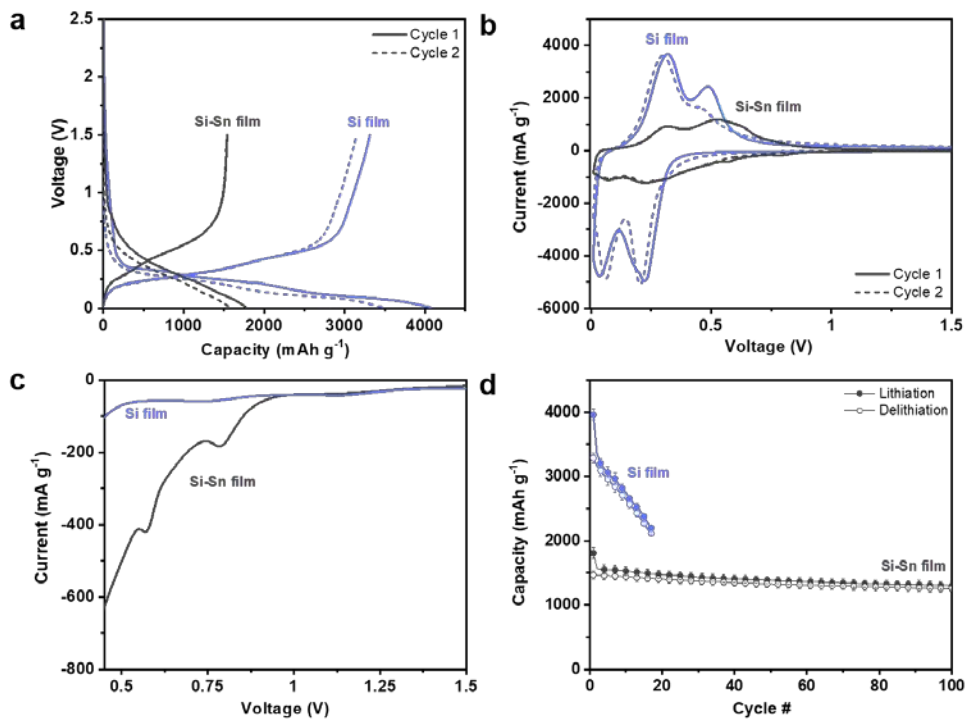 a
2.5
2.0
1.5
1.0
0.5
0
Voltage (V)
Cycle 1
Cycle 2
Si-Sn film
Si film
0
1000
2000
3000
4000
Capacity (mAh g⁻¹)
b
4000
2000
0
-2000
-4000
-6000
Current (mA g⁻¹)
Si film
Si-Sn film
Cycle 1
Cycle 2
0
0.5
1
1.5
Voltage (V)
c
0
-200
-400
-600
-800
Current (mA g⁻¹)
Si film
Si-Sn film
0.5
0.75
1
1.25
1.5
Voltage (V)
d
4000
3000
2000
1000
0
Capacity (mAh g⁻¹)
Lithiation
Delithiation
Si film
Si-Sn film
0
20
40
60
80
100
Cycle #